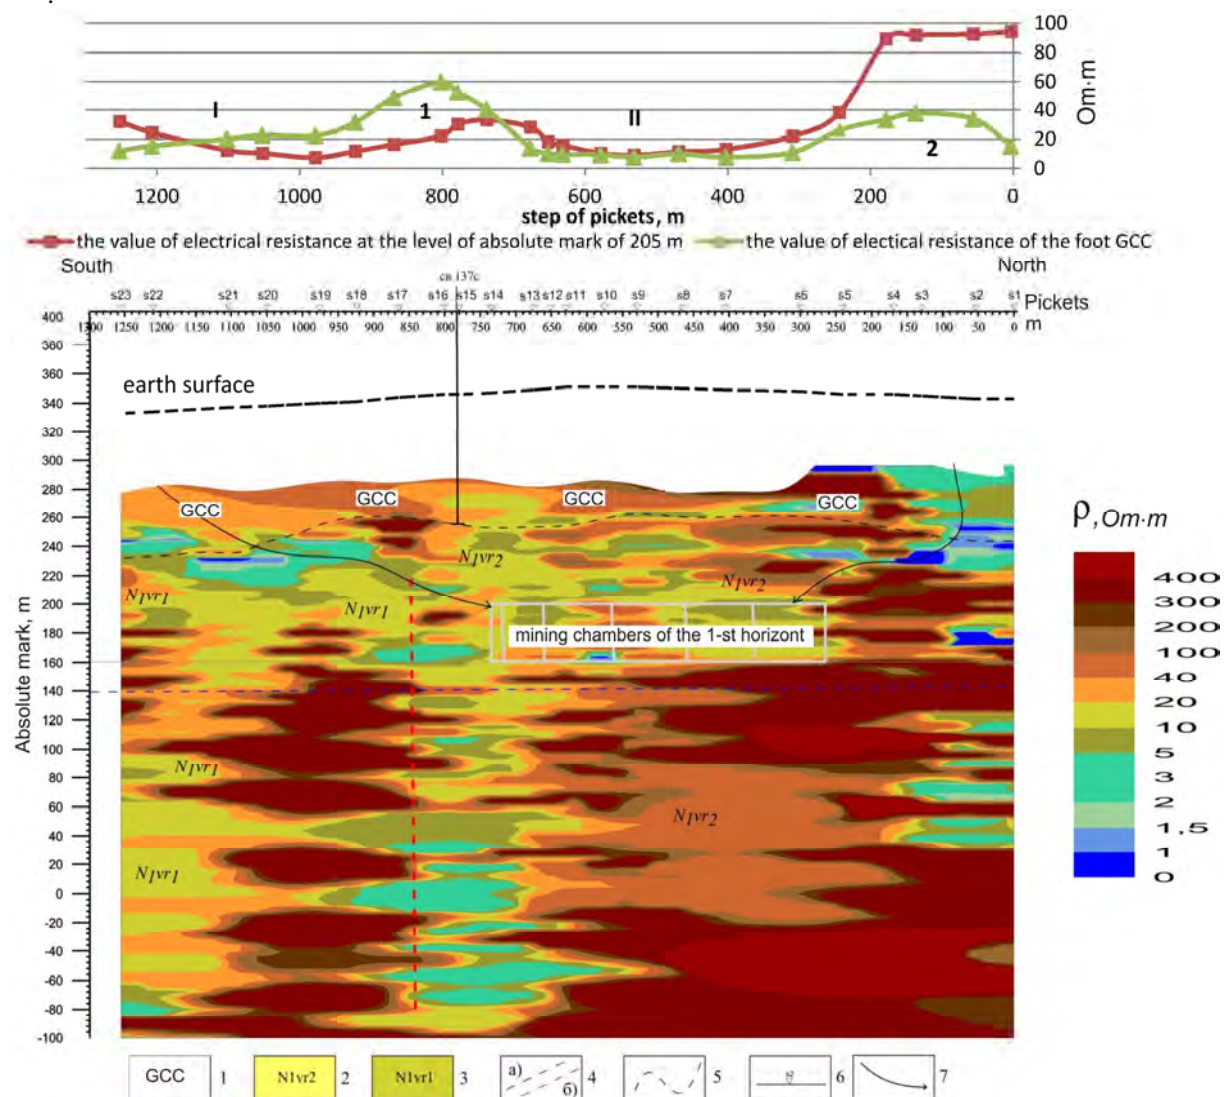 100
80
60
40
20
0
Om·m
I
1
II
2
1200 1000 800 600 400 200 0
step of pickets, m
the value of electrical resistance at the level of absolute mark of 205 m the value of electical resistance of the foot GCC
South North
св 137с
s23 s22 s21 s20 s19 s18 s17 s16 s15 s14 s13 s12 s11 s10 s9 s8 s7 s6 s5 s4 s3 s2 s1 Pickets
1300 1250 1200 1150 1100 1050 1000 950 900 850 800 750 700 650 600 550 500 450 400 350 300 250 200 150 100 50 0 m
400
380
360
340
320
300
280
260
240
220
200
180
160
140
120
100
80
60
40
20
0
-20
-40
-60
-80
-100
Absolute mark, m
earth surface
GCC GCC GCC GCC
N1vr2
N1vr1 N1vr1 N1vr2
mining chambers of the 1-st horizont
N1vr1
N1vr2
N1vr1
ρ, Om·m
400
300
200
100
40
20
10
5
3
2
1,5
1
0
GCC 1 N1vr2 2 N1vr1 3 а) б) 4 5 6 7